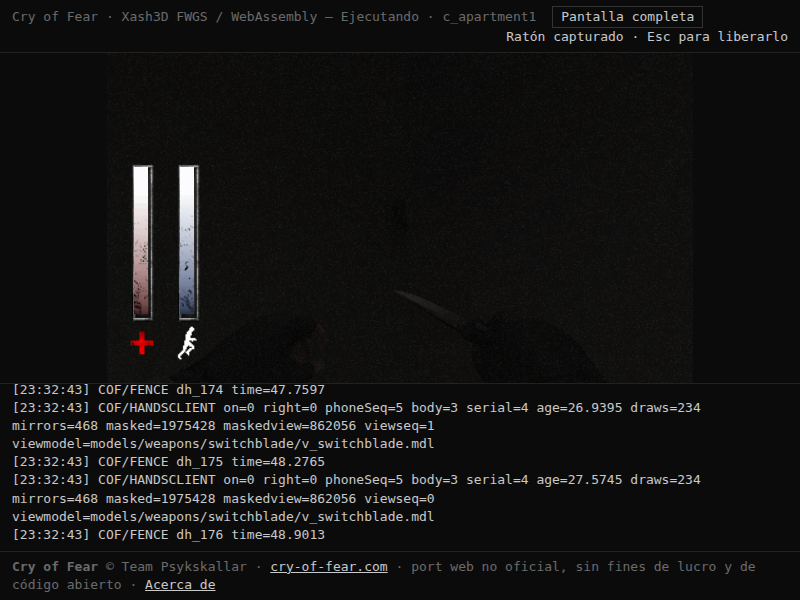 Cry of Fear · Xash3D FWGS / WebAssembly — Ejecutando · c_apartment1 Pantalla completa
Ratón capturado · Esc para liberarlo
[23:32:43] COF/FENCE dh_174 time=47.7597
[23:32:43] COF/HANDSCLIENT on=0 right=0 phoneSeq=5 body=3 serial=4 age=26.9395 draws=234
mirrors=468 masked=1975428 maskedview=862056 viewseq=1
viewmodel=models/weapons/switchblade/v_switchblade.mdl
[23:32:43] COF/FENCE dh_175 time=48.2765
[23:32:43] COF/HANDSCLIENT on=0 right=0 phoneSeq=5 body=3 serial=4 age=27.5745 draws=234
mirrors=468 masked=1975428 maskedview=862056 viewseq=0
viewmodel=models/weapons/switchblade/v_switchblade.mdl
[23:32:43] COF/FENCE dh_176 time=48.9013
Cry of Fear © Team Psykskallar · cry-of-fear.com · port web no oficial, sin fines de lucro y de
código abierto · Acerca de